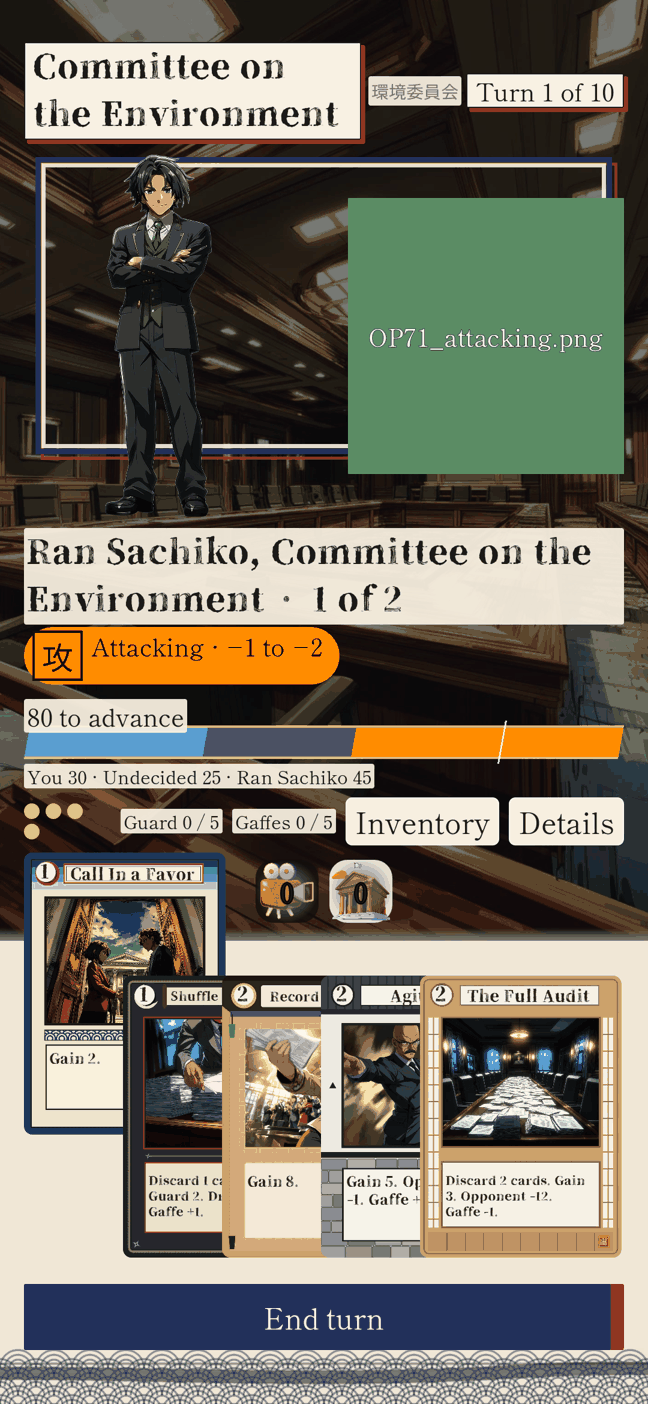 Committee on
the Environment
環境委員会
Turn 1 of 10
OP71_attacking.png
Ran Sachiko, Committee on the
Environment · 1 of 2
攻 Attacking · −1 to −2
80 to advance
You 30 · Undecided 25 · Ran Sachiko 45
Guard 0 / 5
Gaffes 0 / 5
Inventory
Details
1
Call In a Favor
Gain 2.
0
0
1
Shuffle
Discard 1 ca
Guard 2. Dr
Gaffe +1.
2
Record
Gain 8.
2
Agi
Gain 5. Op
-1. Gaffe +
2
The Full Audit
Discard 2 cards. Gain
3. Opponent -12.
Gaffe -1.
End turn